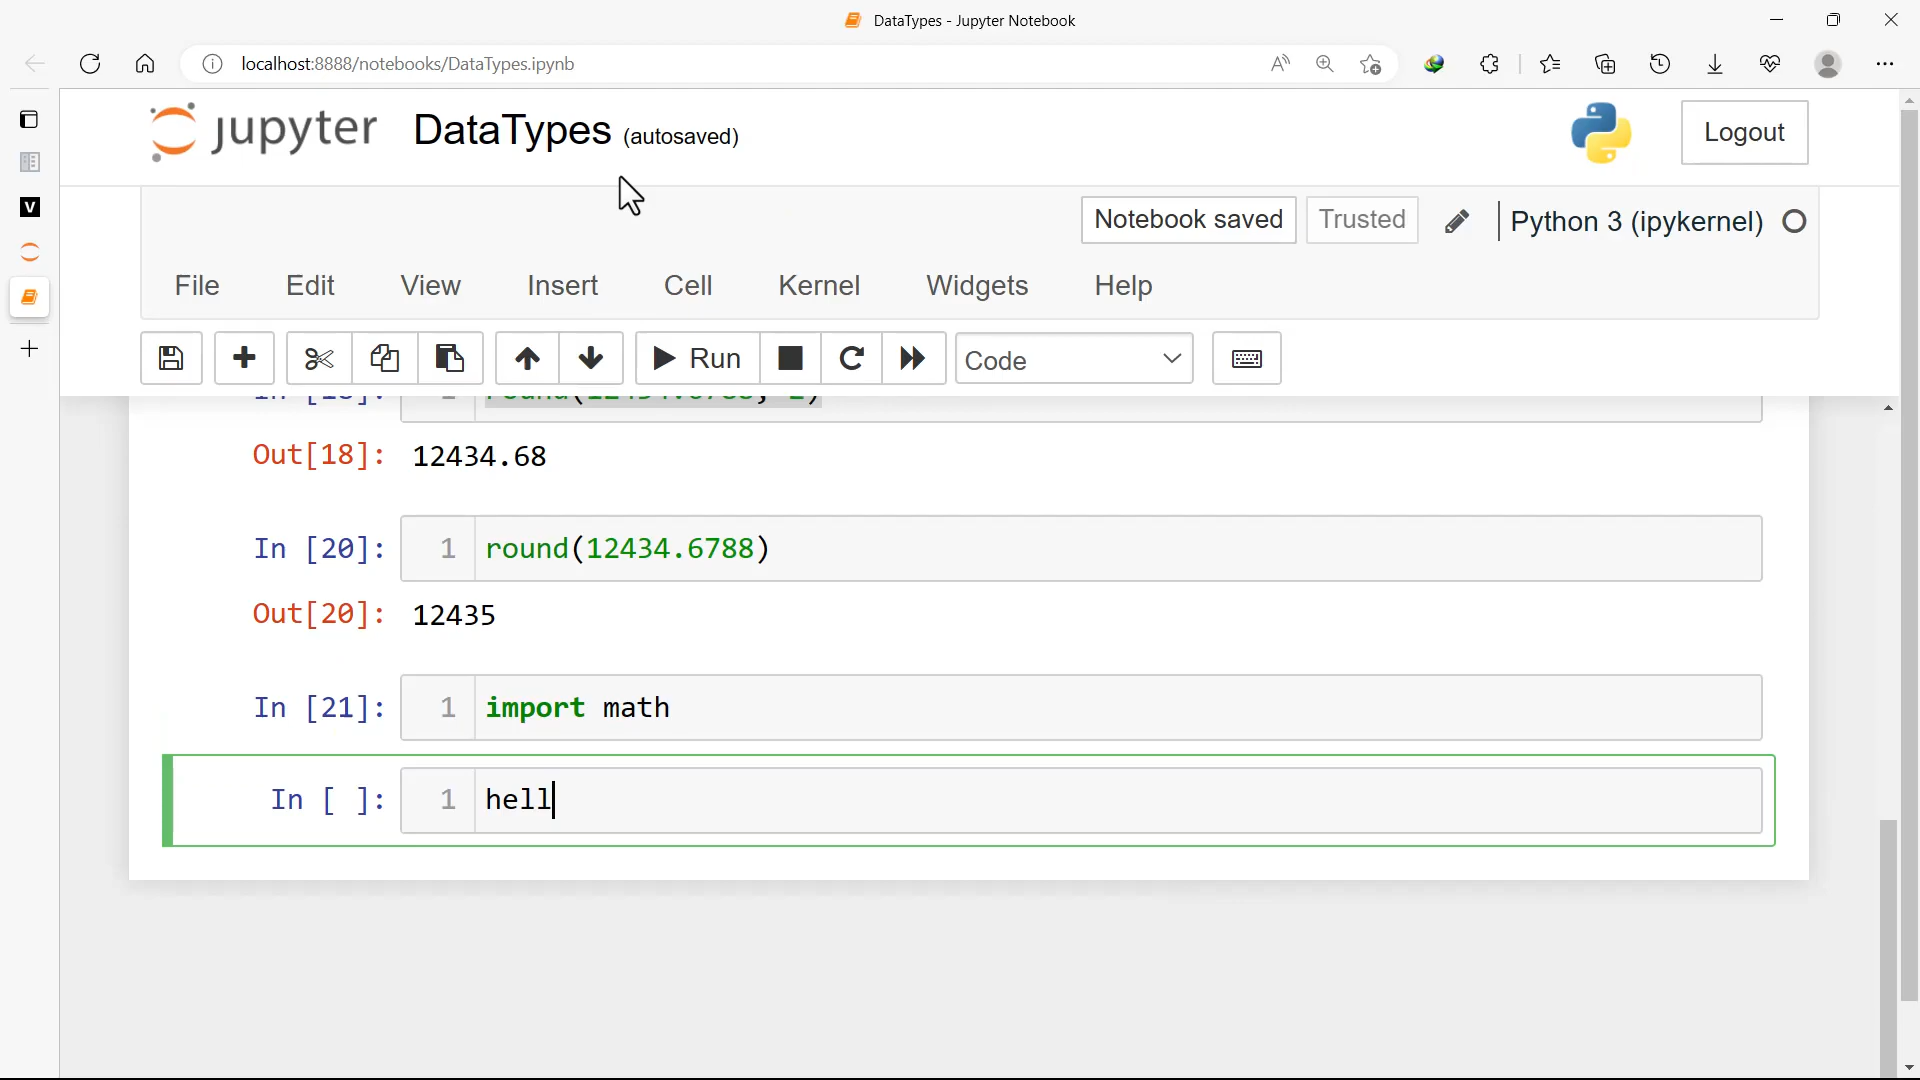 DataTypes - Jupyter Notebook
localhost:8888/notebooks/DataTypes.ipynb
jupyter DataTypes (autosaved)
Logout
Notebook saved Trusted Python 3 (ipykernel)
File Edit View Insert Cell Kernel Widgets Help
Run Code
Out[18]: 12434.68
In [20]: 1 round(12434.6788)
Out[20]: 12435
In [21]: 1 import math
In [ ]: 1 hell